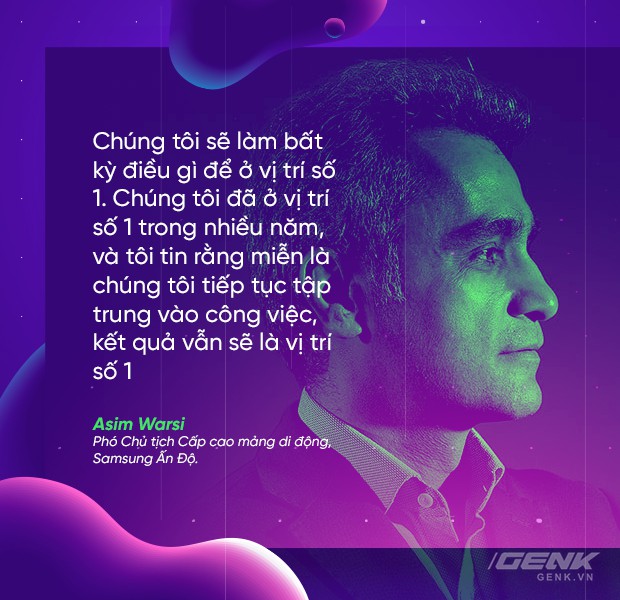 Chúng tôi sẽ làm bất
kỳ điều gì để ở vị trí số
1. Chúng tôi đã ở vị trí
số 1 trong nhiều năm,
và tôi tin rằng miễn là
chúng tôi tiếp tục tập
trung vào công việc,
kết quả vẫn sẽ là vị trí
số 1
Asim Warsi
Phó Chủ tịch Cấp cao mảng di động,
Samsung Ấn Độ.
GENK
GENK.VN